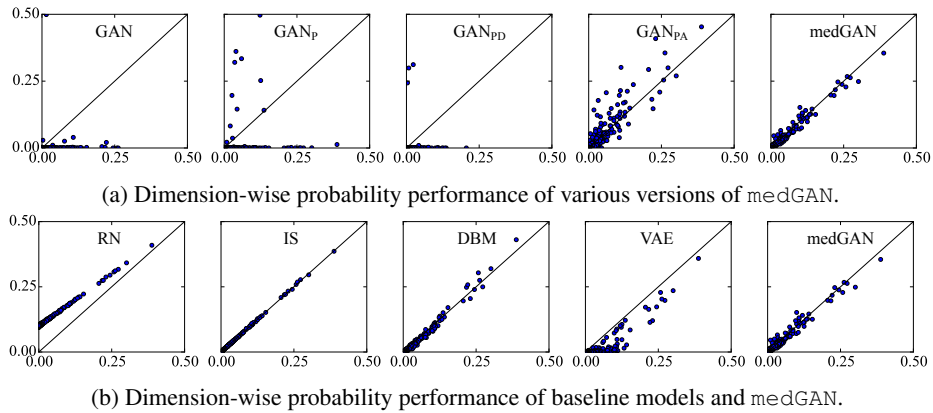 0.50
GAN GAN_P GAN_PD GAN_PA medGAN
0.25
0.00
0.00 0.25 0.50 0.00 0.25 0.50 0.00 0.25 0.50 0.00 0.25 0.50 0.00 0.25 0.50
(a) Dimension-wise probability performance of various versions of medGAN.
0.50
RN IS DBM VAE medGAN
0.25
0.00
0.00 0.25 0.50 0.00 0.25 0.50 0.00 0.25 0.50 0.00 0.25 0.50 0.00 0.25 0.50
(b) Dimension-wise probability performance of baseline models and medGAN.